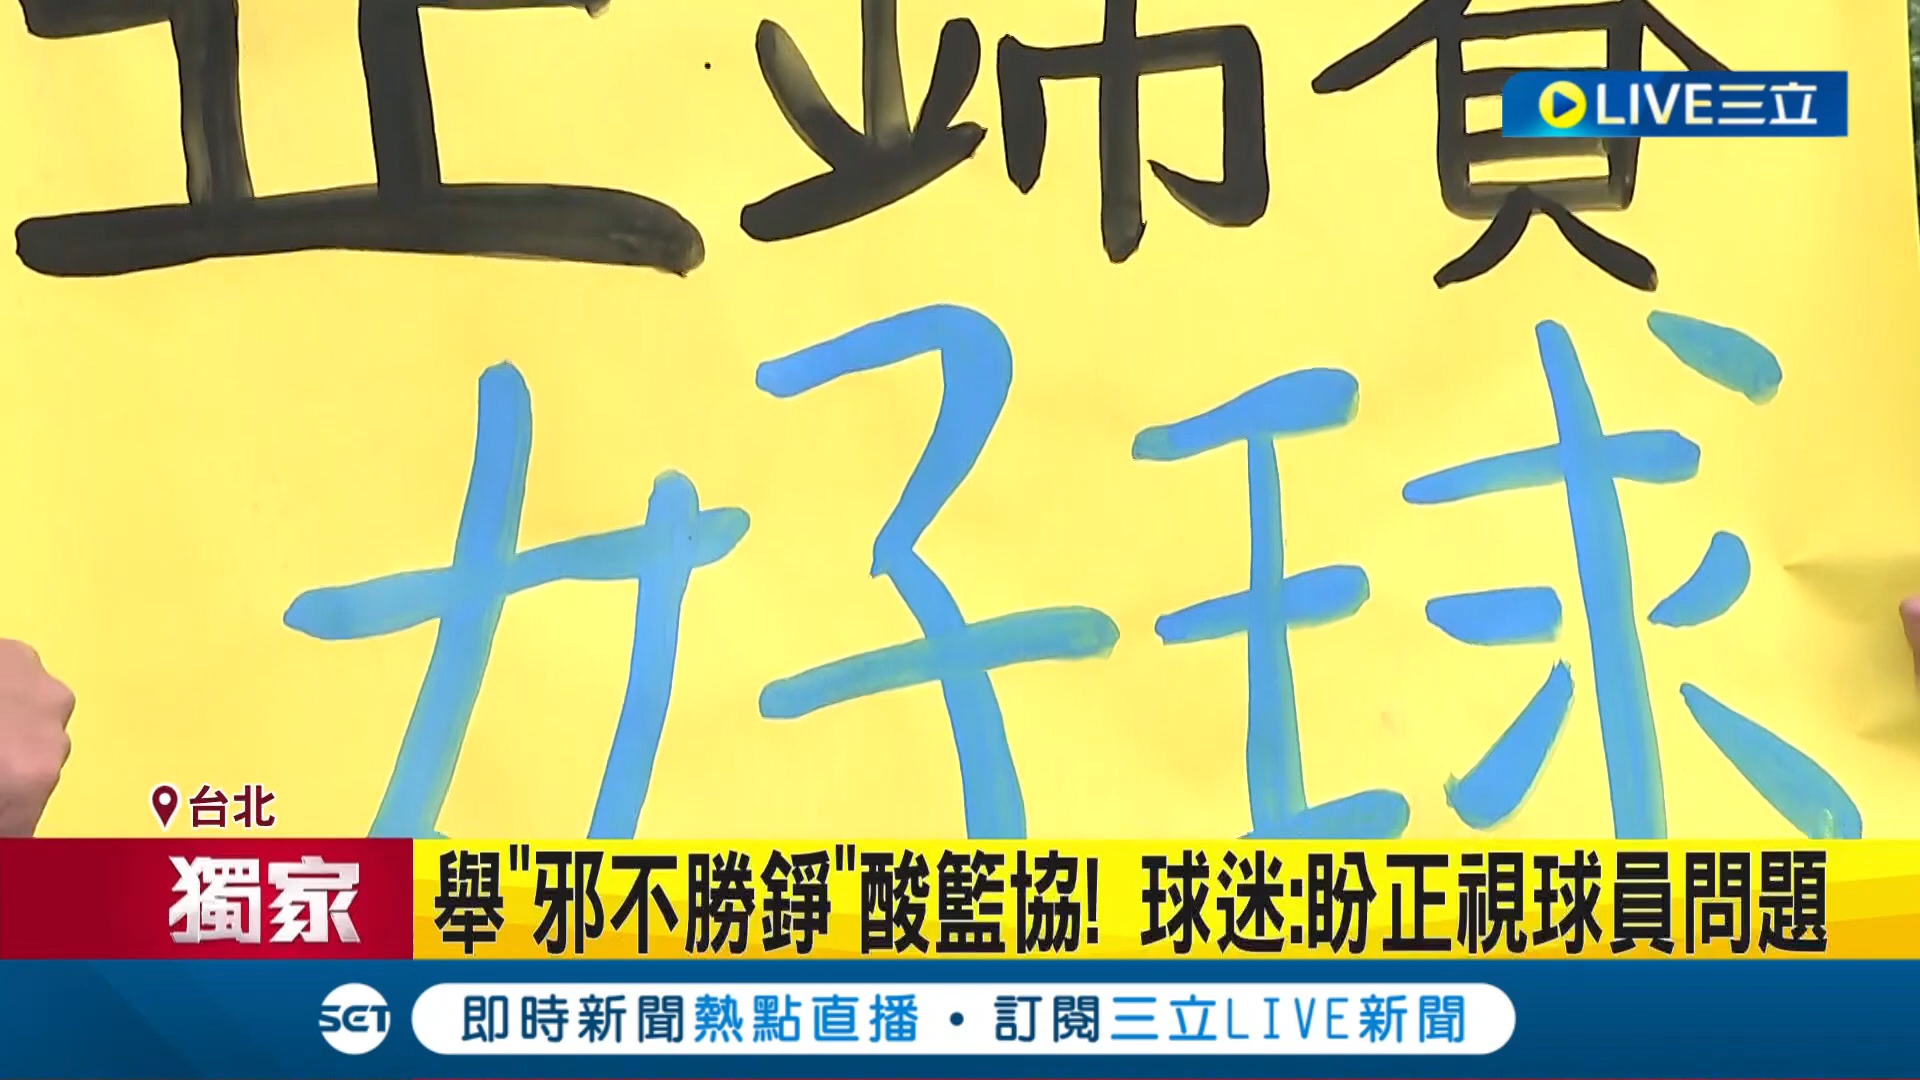 LIVE三立
好球
台北
獨家
舉"邪不勝錚"酸籃協! 球迷:盼正視球員問題
SET 即時新聞熱點直播・訂閱三立LIVE新聞